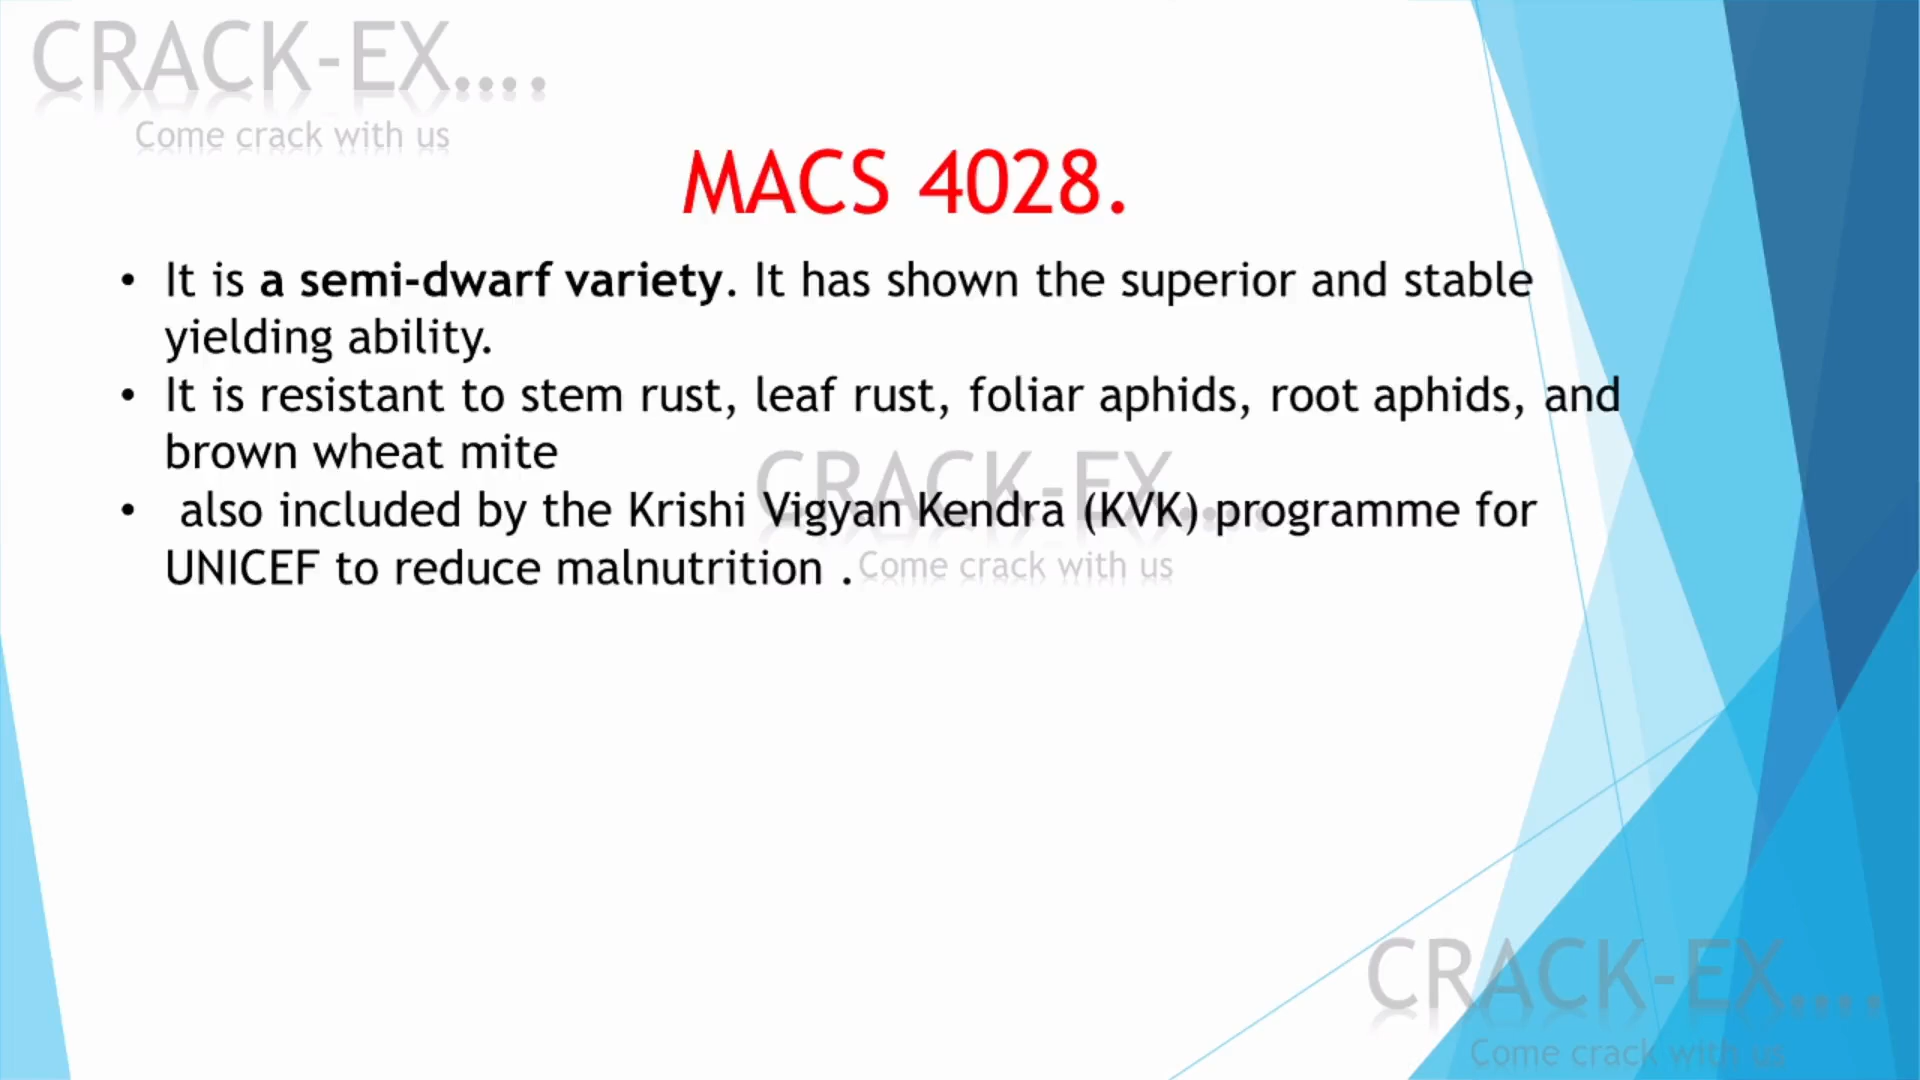 CRACK-EX....
Come crack with us
MACS 4028.
• It is a semi-dwarf variety. It has shown the superior and stable
yielding ability.
• It is resistant to stem rust, leaf rust, foliar aphids, root aphids, and
brown wheat mite
• also included by the Krishi Vigyan Kendra (KVK) programme for
UNICEF to reduce malnutrition .
CRACK-EX....
Come crack with us
CRACK-EX....
Come crack with us